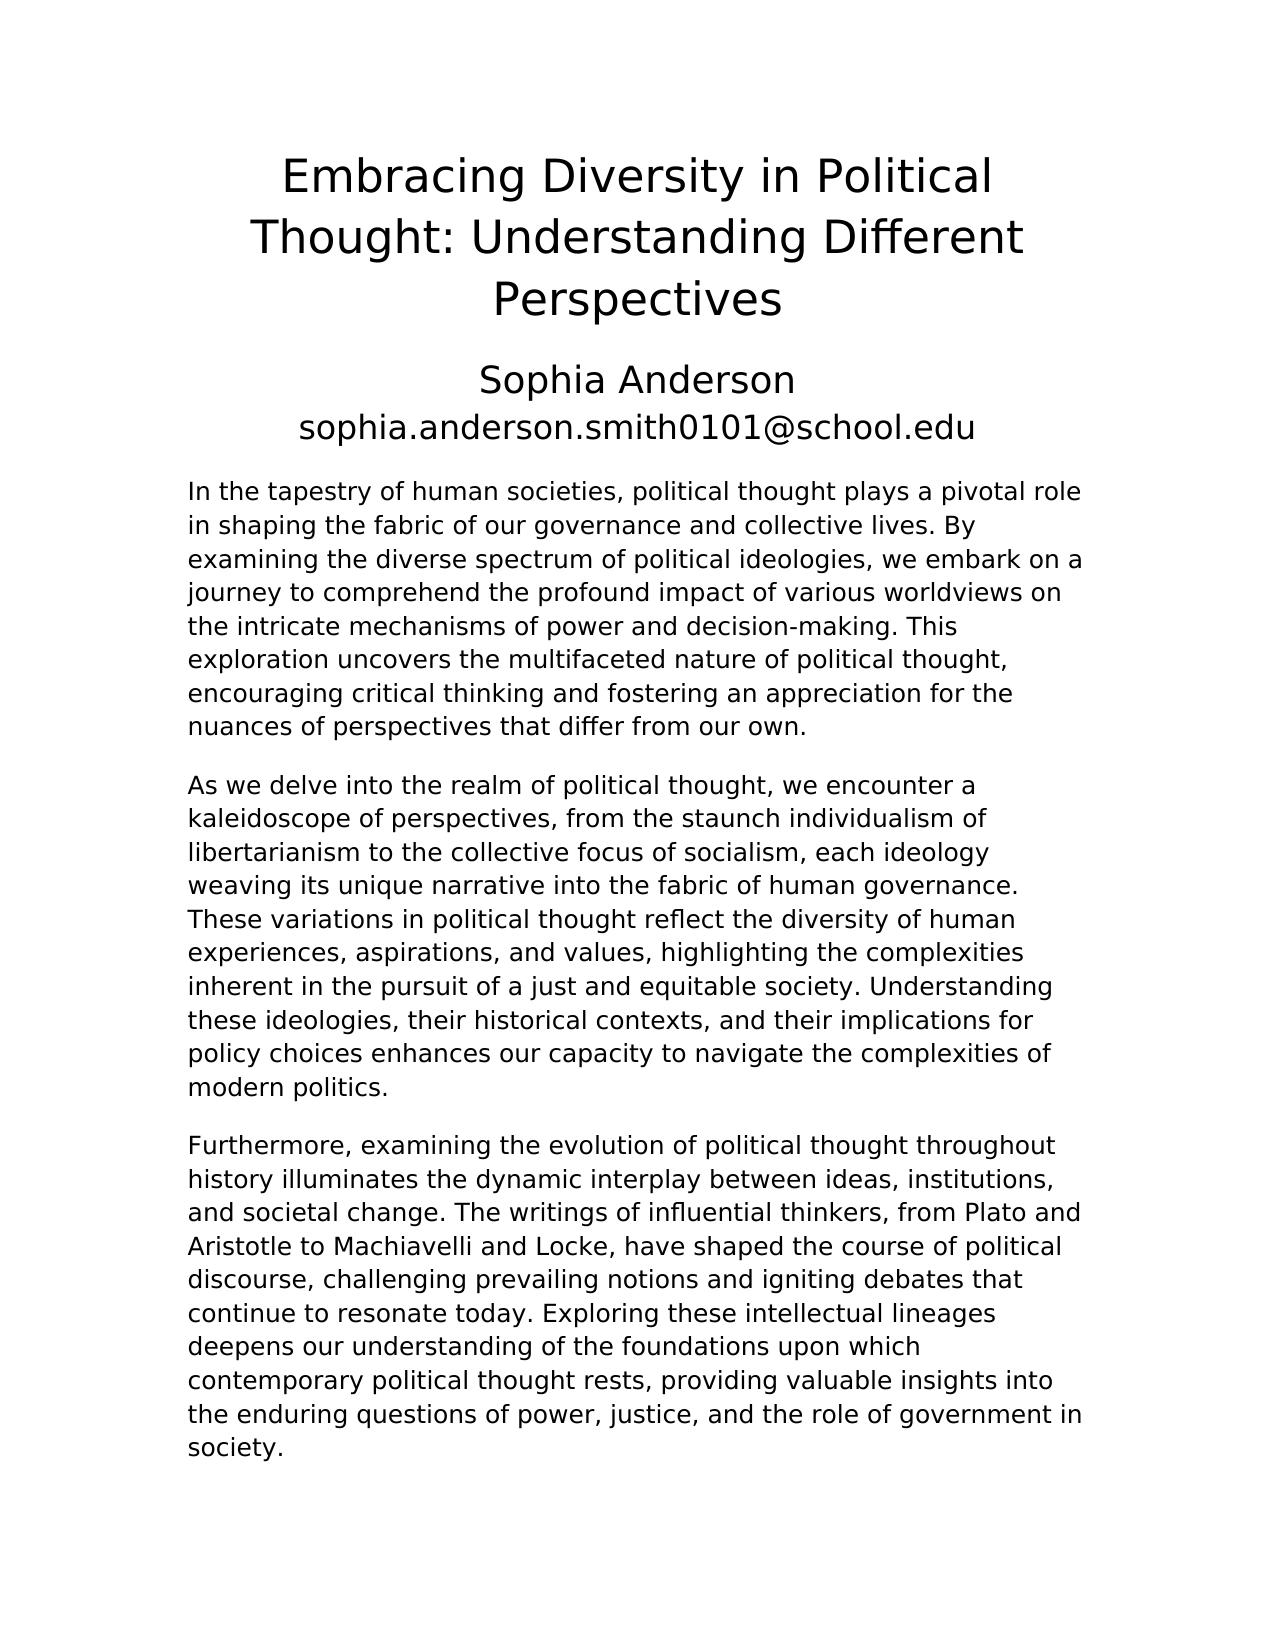 Embracing Diversity in Political
Thought: Understanding Different
Perspectives
Sophia Anderson
sophia.anderson.smith0101@school.edu
In the tapestry of human societies, political thought plays a pivotal role
in shaping the fabric of our governance and collective lives. By
examining the diverse spectrum of political ideologies, we embark on a
journey to comprehend the profound impact of various worldviews on
the intricate mechanisms of power and decision-making. This
exploration uncovers the multifaceted nature of political thought,
encouraging critical thinking and fostering an appreciation for the
nuances of perspectives that differ from our own.
As we delve into the realm of political thought, we encounter a
kaleidoscope of perspectives, from the staunch individualism of
libertarianism to the collective focus of socialism, each ideology
weaving its unique narrative into the fabric of human governance.
These variations in political thought reflect the diversity of human
experiences, aspirations, and values, highlighting the complexities
inherent in the pursuit of a just and equitable society. Understanding
these ideologies, their historical contexts, and their implications for
policy choices enhances our capacity to navigate the complexities of
modern politics.
Furthermore, examining the evolution of political thought throughout
history illuminates the dynamic interplay between ideas, institutions,
and societal change. The writings of influential thinkers, from Plato and
Aristotle to Machiavelli and Locke, have shaped the course of political
discourse, challenging prevailing notions and igniting debates that
continue to resonate today. Exploring these intellectual lineages
deepens our understanding of the foundations upon which
contemporary political thought rests, providing valuable insights into
the enduring questions of power, justice, and the role of government in
society.